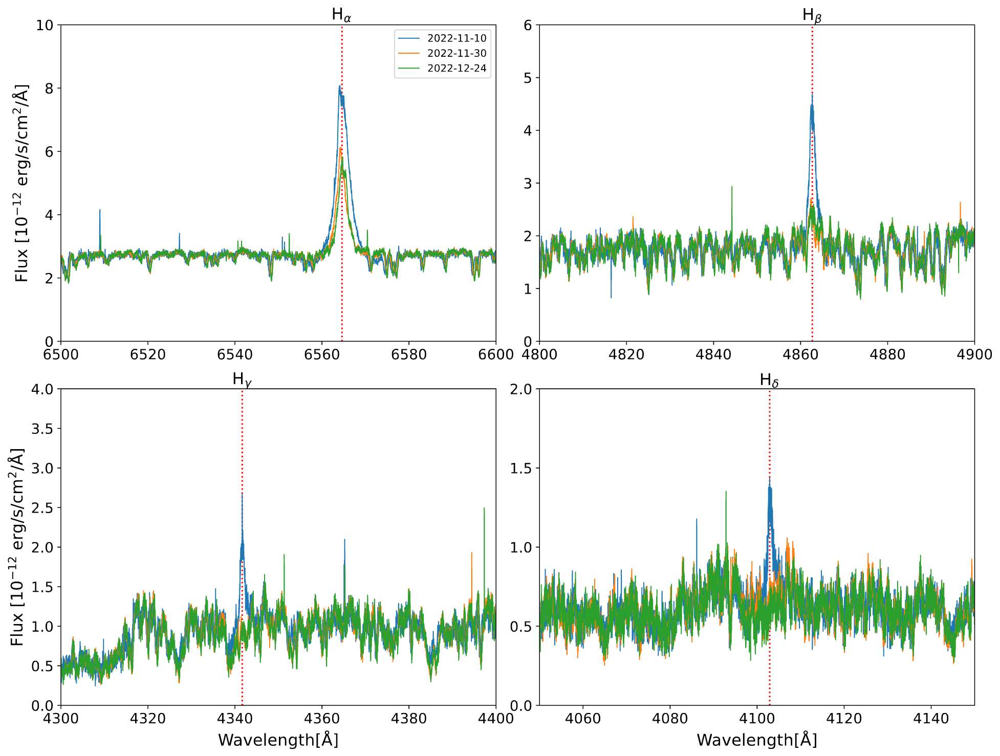 H_α
H_β
10
8
6
4
2
0
Flux [10⁻¹² erg/s/cm²/Å]
2022-11-10
2022-11-30
2022-12-24
6500 6520 6540 6560 6580 6600
6
5
4
3
2
1
0
4800 4820 4840 4860 4880 4900
H_γ
H_δ
4.0
3.5
3.0
2.5
2.0
1.5
1.0
0.5
0.0
Flux [10⁻¹² erg/s/cm²/Å]
4300 4320 4340 4360 4380 4400
Wavelength[Å]
2.0
1.5
1.0
0.5
0.0
4060 4080 4100 4120 4140
Wavelength[Å]